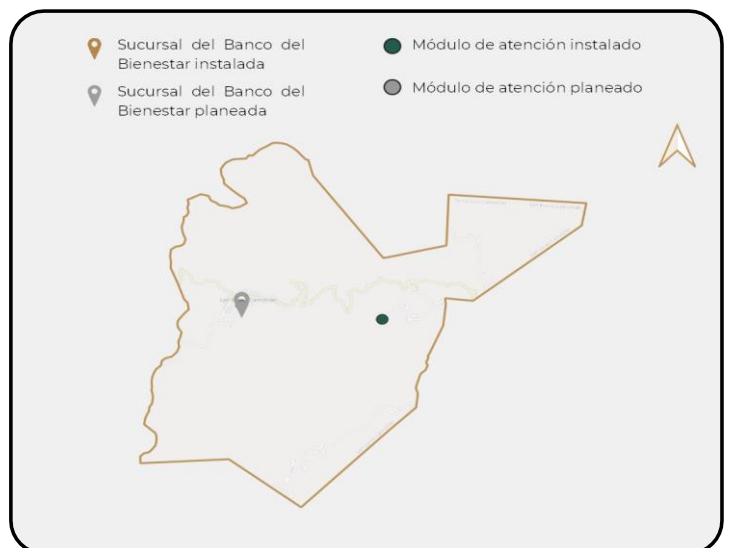 Sucursal del Banco del
Bienestar instalada
Sucursal del Banco del
Bienestar planeada
Módulo de atención instalado
Módulo de atención planeado